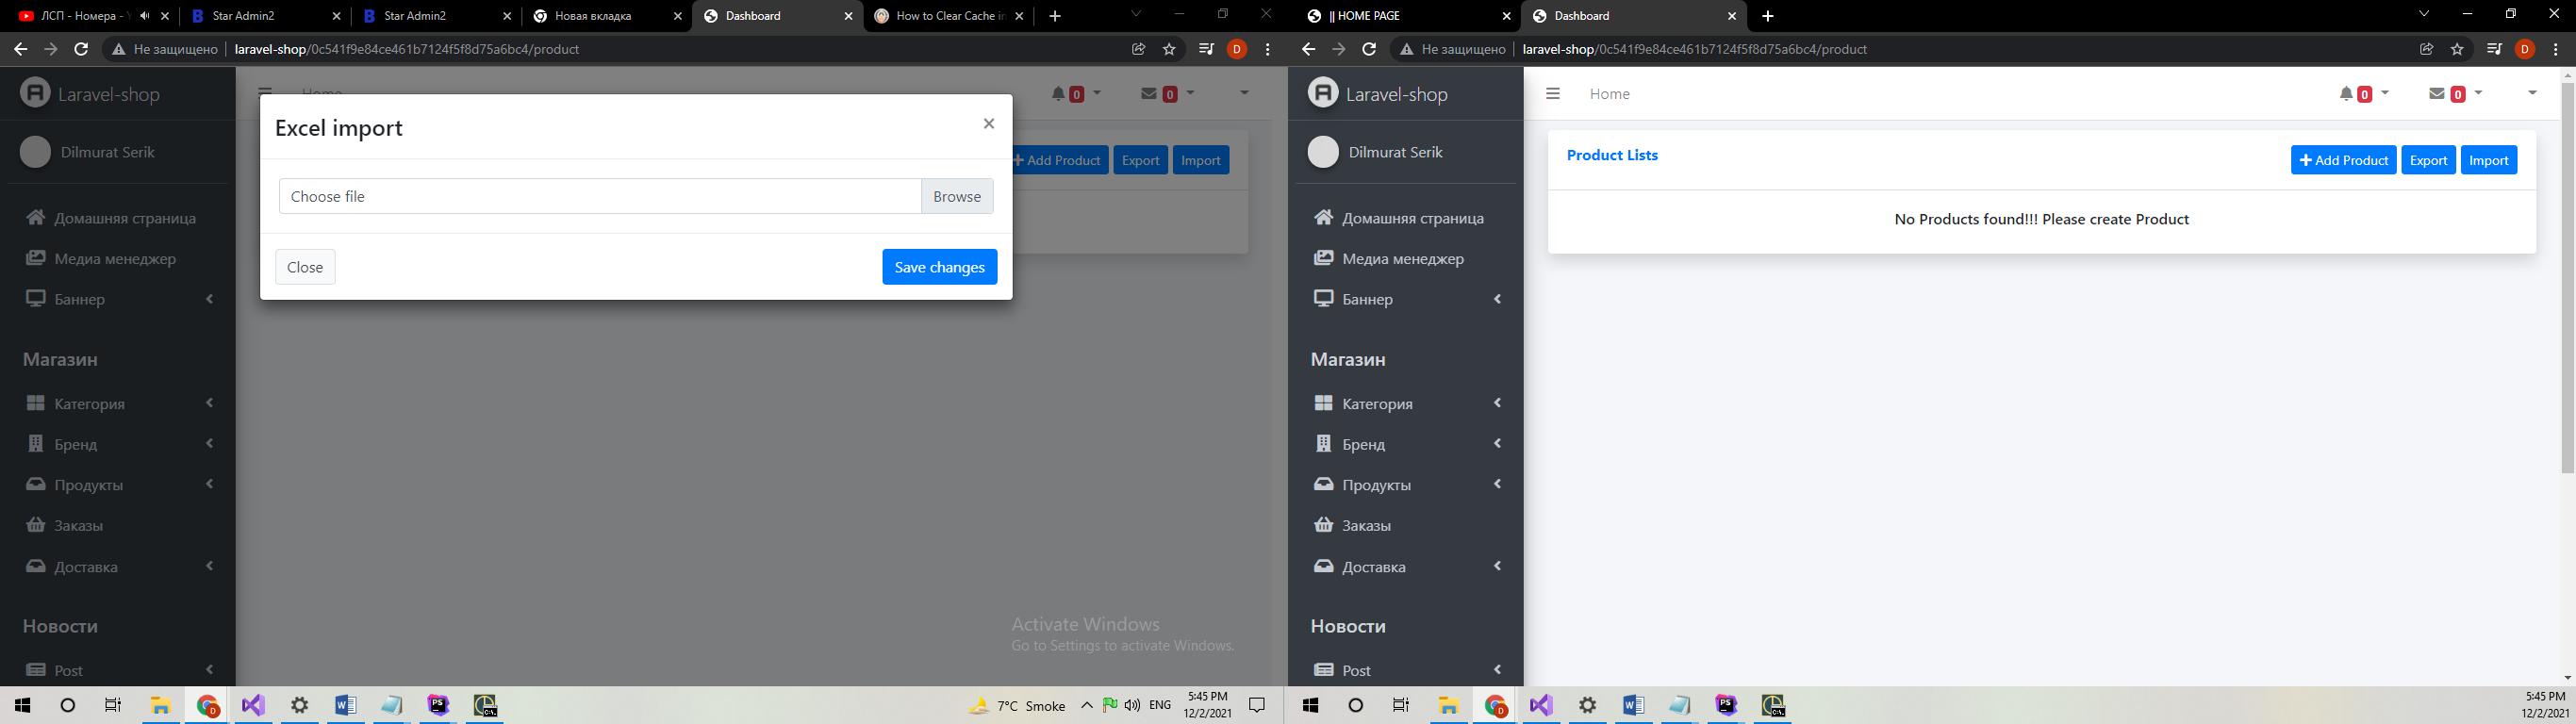 ЛСП - Номера - Y
Star Admin2
Star Admin2
Новая вкладка
Dashboard
How to Clear Cache in
Не защищено
laravel-shop/0c541f9e84ce461b7124f5f8d75a6bc4/product
D
Laravel-shop
Home
0
0
Dilmurat Serik
Excel import
×
Choose file
Browse
Close
Save changes
Add Product
Export
Import
Домашняя страница
Медиа менеджер
Баннер
Магазин
Категория
Бренд
Продукты
Заказы
Доставка
Новости
Post
Activate Windows
Go to Settings to activate Windows.
7°C Smoke
ENG
5:45 PM
12/2/2021
|| HOME PAGE
Dashboard
Не защищено
laravel-shop/0c541f9e84ce461b7124f5f8d75a6bc4/product
D
Laravel-shop
Home
0
0
Dilmurat Serik
Product Lists
Add Product
Export
Import
No Products found!!! Please create Product
Домашняя страница
Медиа менеджер
Баннер
Магазин
Категория
Бренд
Продукты
Заказы
Доставка
Новости
Post
5:45 PM
12/2/2021